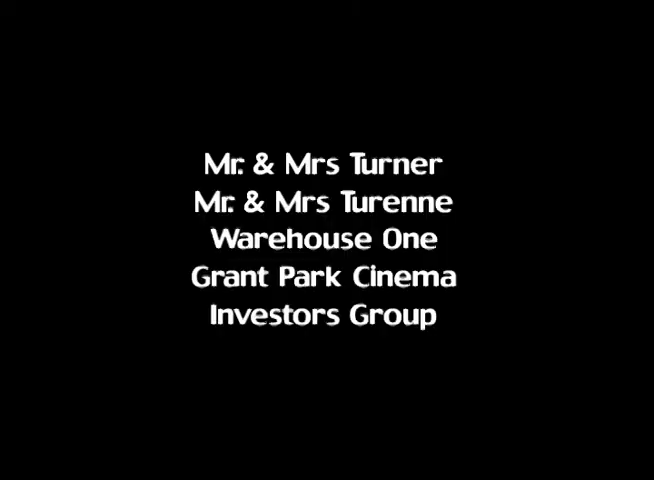 Mr. & Mrs Turner
Mr. & Mrs Turenne
Warehouse One
Grant Park Cinema
Investors Group